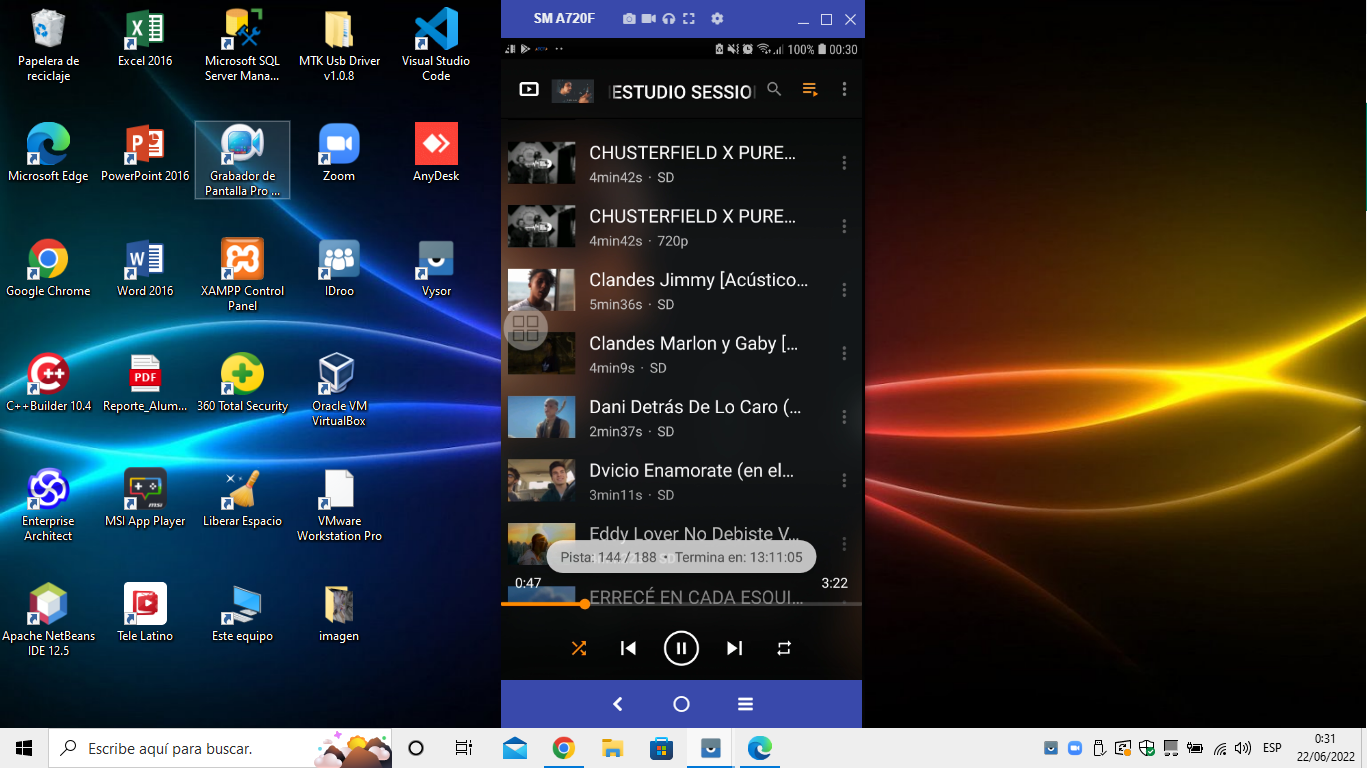 Papelera de
reciclaje
Excel 2016
Microsoft SQL
Server Mana...
MTK Usb Driver
v1.0.8
Visual Studio
Code
Microsoft Edge
PowerPoint 2016
Grabador de
Pantalla Pro ...
Zoom
AnyDesk
Google Chrome
Word 2016
XAMPP Control
Panel
IDroo
Vysor
C++Builder 10.4
PDF
Reporte_Alum...
360 Total Security
Oracle VM
VirtualBox
Enterprise
Architect
MSI App Player
Liberar Espacio
VMware
Workstation Pro
Apache NetBeans
IDE 12.5
Tele Latino
Este equipo
imagen
SM A720F
100% 00:30
ESTUDIO SESSIO
CHUSTERFIELD X PURE...
4min42s · SD
CHUSTERFIELD X PURE...
4min42s · 720p
Clandes Jimmy [Acústico...
5min36s · SD
Clandes Marlon y Gaby [...
4min9s · SD
Dani Detrás De Lo Caro (...
2min37s · SD
Dvicio Enamorate (en el...
3min11s · SD
Eddy Lover No Debiste V...
Pista: 144 / 188 • Termina en: 13:11:05
0:47
3:22
ERRECÉ EN CADA ESQUI...
Escribe aquí para buscar.
ESP
0:31
22/06/2022